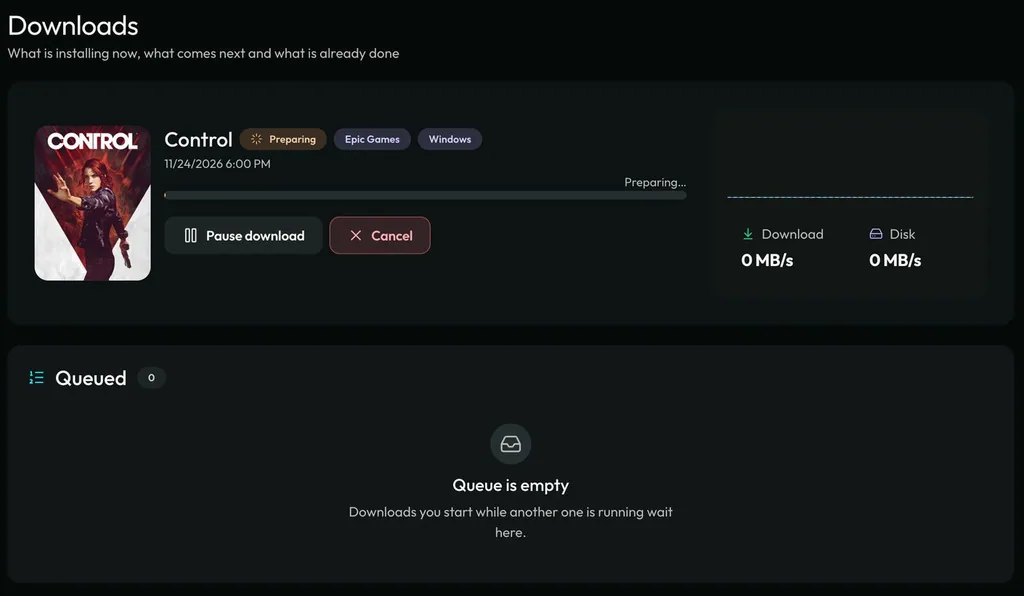 Downloads
What is installing now, what comes next and what is already done
CONTROL
Control
Preparing
Epic Games
Windows
11/24/2026 6:00 PM
Preparing...
Pause download
Cancel
Download
Disk
0 MB/s
0 MB/s
Queued
0
Queue is empty
Downloads you start while another one is running wait
here.